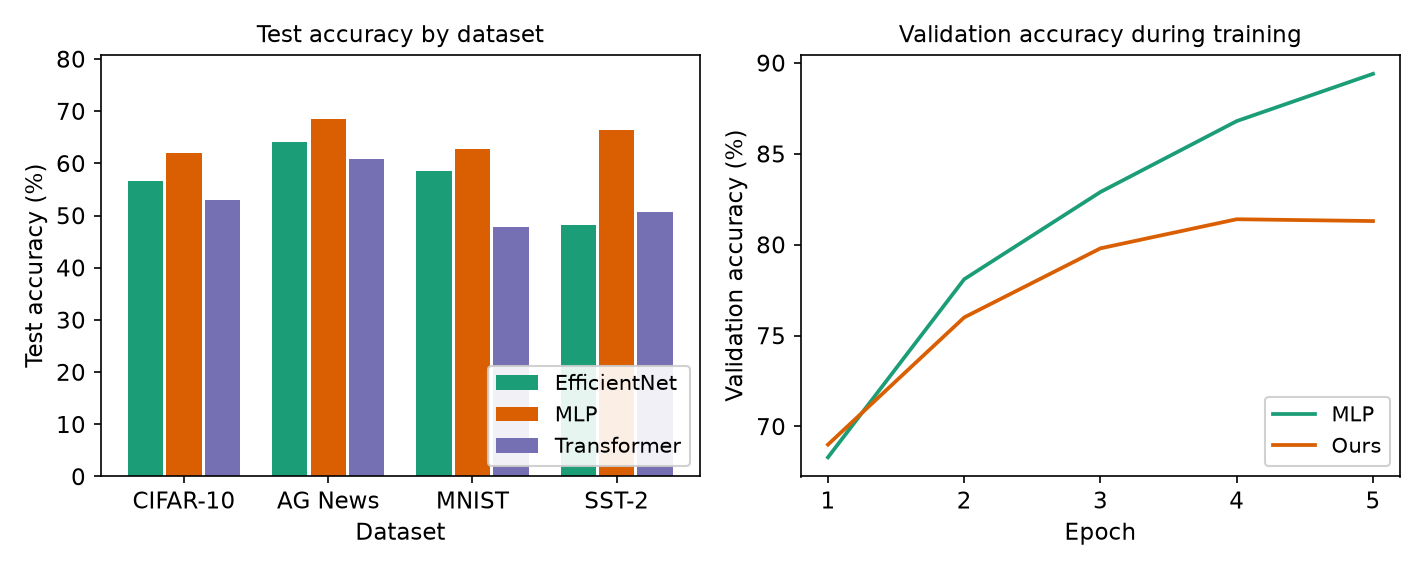 Test accuracy by dataset
Test accuracy (%)
80
70
60
50
40
30
20
10
0
CIFAR-10 AG News MNIST SST-2
Dataset
EfficientNet
MLP
Transformer
Validation accuracy during training
Validation accuracy (%)
90
85
80
75
70
1 2 3 4 5
Epoch
MLP
Ours